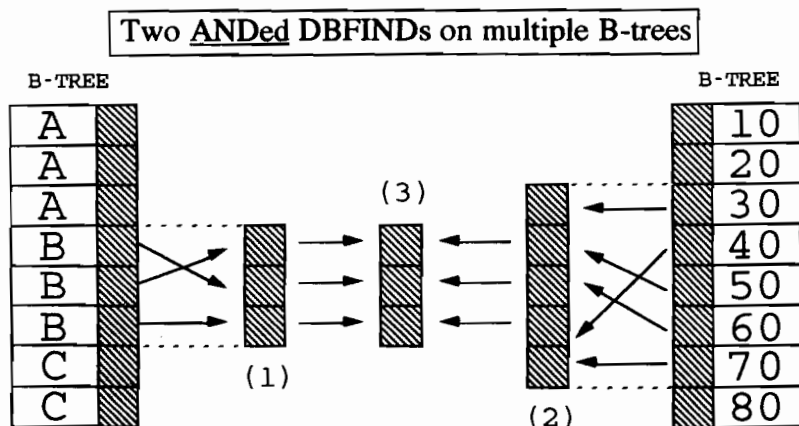 Two ANDed DBFINDs on multiple B-trees
B-TREE B-TREE
A 10
A 20
A (3) 30
B 40
B 50
B 60
C (1) 70
C (2) 80